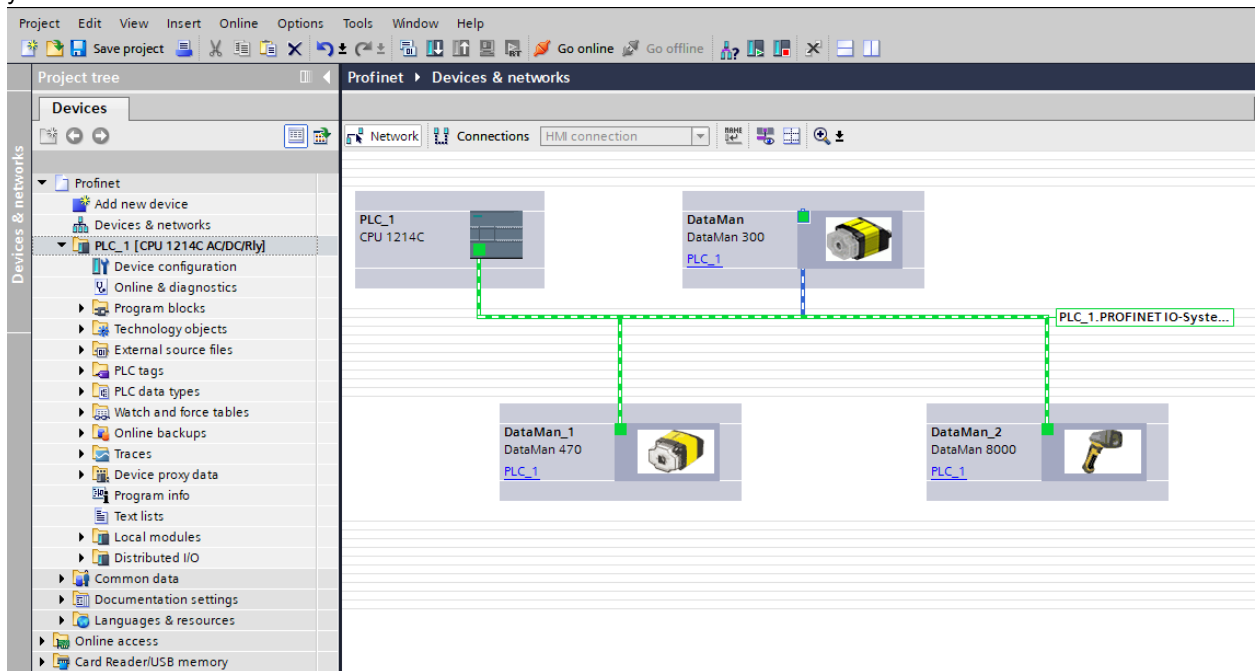 Project Edit View Insert Online Options Tools Window Help
Save project Go online Go offline
Project tree
Profinet Devices & networks
Devices
Network Connections HMI connection
Devices & networks
Profinet
Add new device
Devices & networks
PLC_1 [CPU 1214C AC/DC/Rly]
Device configuration
Online & diagnostics
Program blocks
Technology objects
External source files
PLC tags
PLC data types
Watch and force tables
Online backups
Traces
Device proxy data
Program info
Text lists
Local modules
Distributed I/O
Common data
Documentation settings
Languages & resources
Online access
Card Reader/USB memory
PLC_1
CPU 1214C
DataMan
DataMan 300
PLC_1
PLC_1.PROFINET IO-Syste...
DataMan_1
DataMan 470
PLC_1
DataMan_2
DataMan 8000
PLC_1